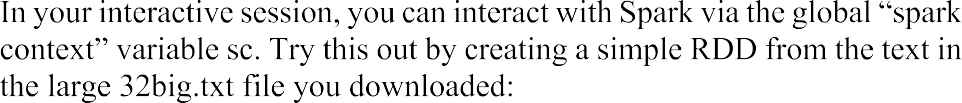 In your interactive session, you can interact with Spark via the global “spark
context” variable sc. Try this out by creating a simple RDD from the text in
the large 32big.txt file you downloaded: